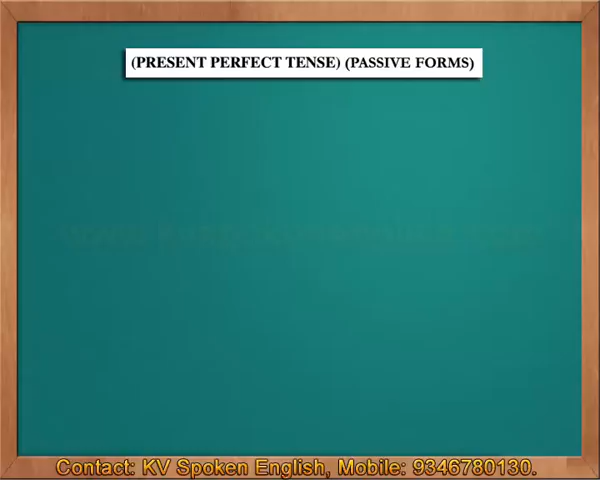 (PRESENT PERFECT TENSE) (PASSIVE FORMS)
Contact: KV Spoken English, Mobile: 9346780130.